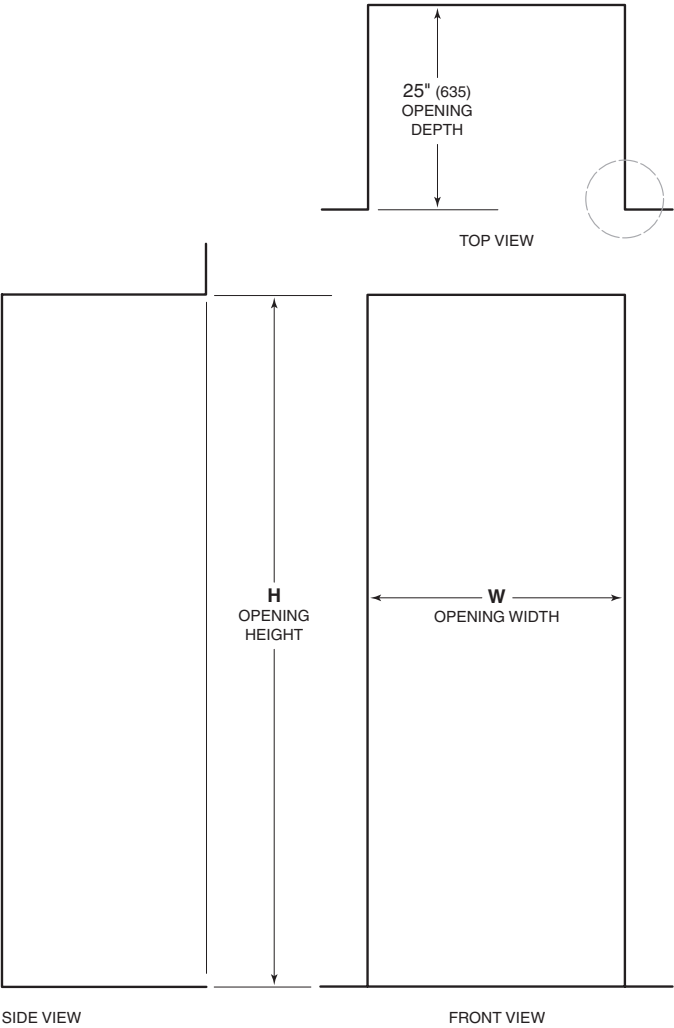 25" (635)
OPENING
DEPTH
TOP VIEW
H
OPENING
HEIGHT
W
OPENING WIDTH
SIDE VIEW
FRONT VIEW